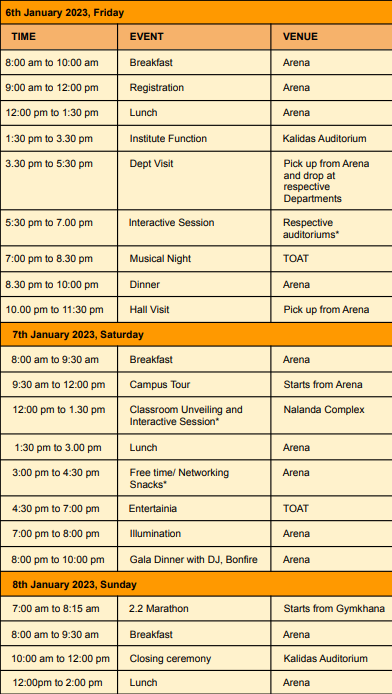 6th January 2023, Friday
TIME EVENT VENUE
8:00 am to 10:00 am Breakfast Arena
9:00 am to 12:00 pm Registration Arena
12:00 pm to 1:30 pm Lunch Arena
1:30 pm to 3.30 pm Institute Function Kalidas Auditorium
3.30 pm to 5:30 pm Dept Visit Pick up from Arena
and drop at
respective
Departments
5:30 pm to 7.00 pm Interactive Session Respective
auditoriums*
7:00 pm to 8.30 pm Musical Night TOAT
8.30 pm to 10:00 pm Dinner Arena
10.00 pm to 11:30 pm Hall Visit Pick up from Arena
7th January 2023, Saturday
8:00 am to 9:30 am Breakfast Arena
9:30 am to 12:00 pm Campus Tour Starts from Arena
12:00 pm to 1.30 pm Classroom Unveiling and Nalanda Complex
Interactive Session*
1:30 pm to 3.00 pm Lunch Arena
3:00 pm to 4:30 pm Free time/ Networking Arena
Snacks*
4:30 pm to 7:00 pm Entertainia TOAT
7:00 pm to 8:00 pm Illumination Arena
8:00 pm to 10:00 pm Gala Dinner with DJ, Bonfire Arena
8th January 2023, Sunday
7:00 am to 8:15 am 2.2 Marathon Starts from Gymkhana
8:00 am to 9:30 am Breakfast Arena
10:00 am to 12:00 pm Closing ceremony Kalidas Auditorium
12:00pm to 2:00 pm Lunch Arena